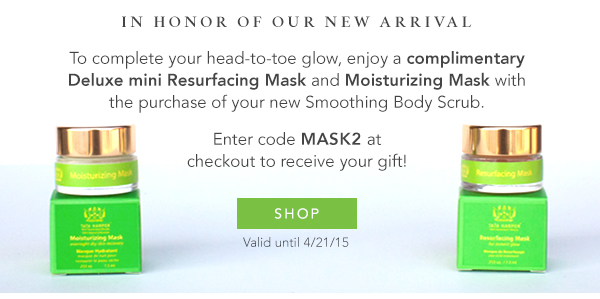 IN HONOR OF OUR NEW ARRIVAL
To complete your head-to-toe glow, enjoy a complimentary
Deluxe mini Resurfacing Mask and Moisturizing Mask with
the purchase of your new Smoothing Body Scrub.
Enter code MASK2 at
checkout to receive your gift!
SHOP
Valid until 4/21/15
Moisturizing Mask
TATA HARPER
Moisturizing Mask
Masque Hydratant
Resurfacing Mask
TATA HARPER
Resurfacing Mask